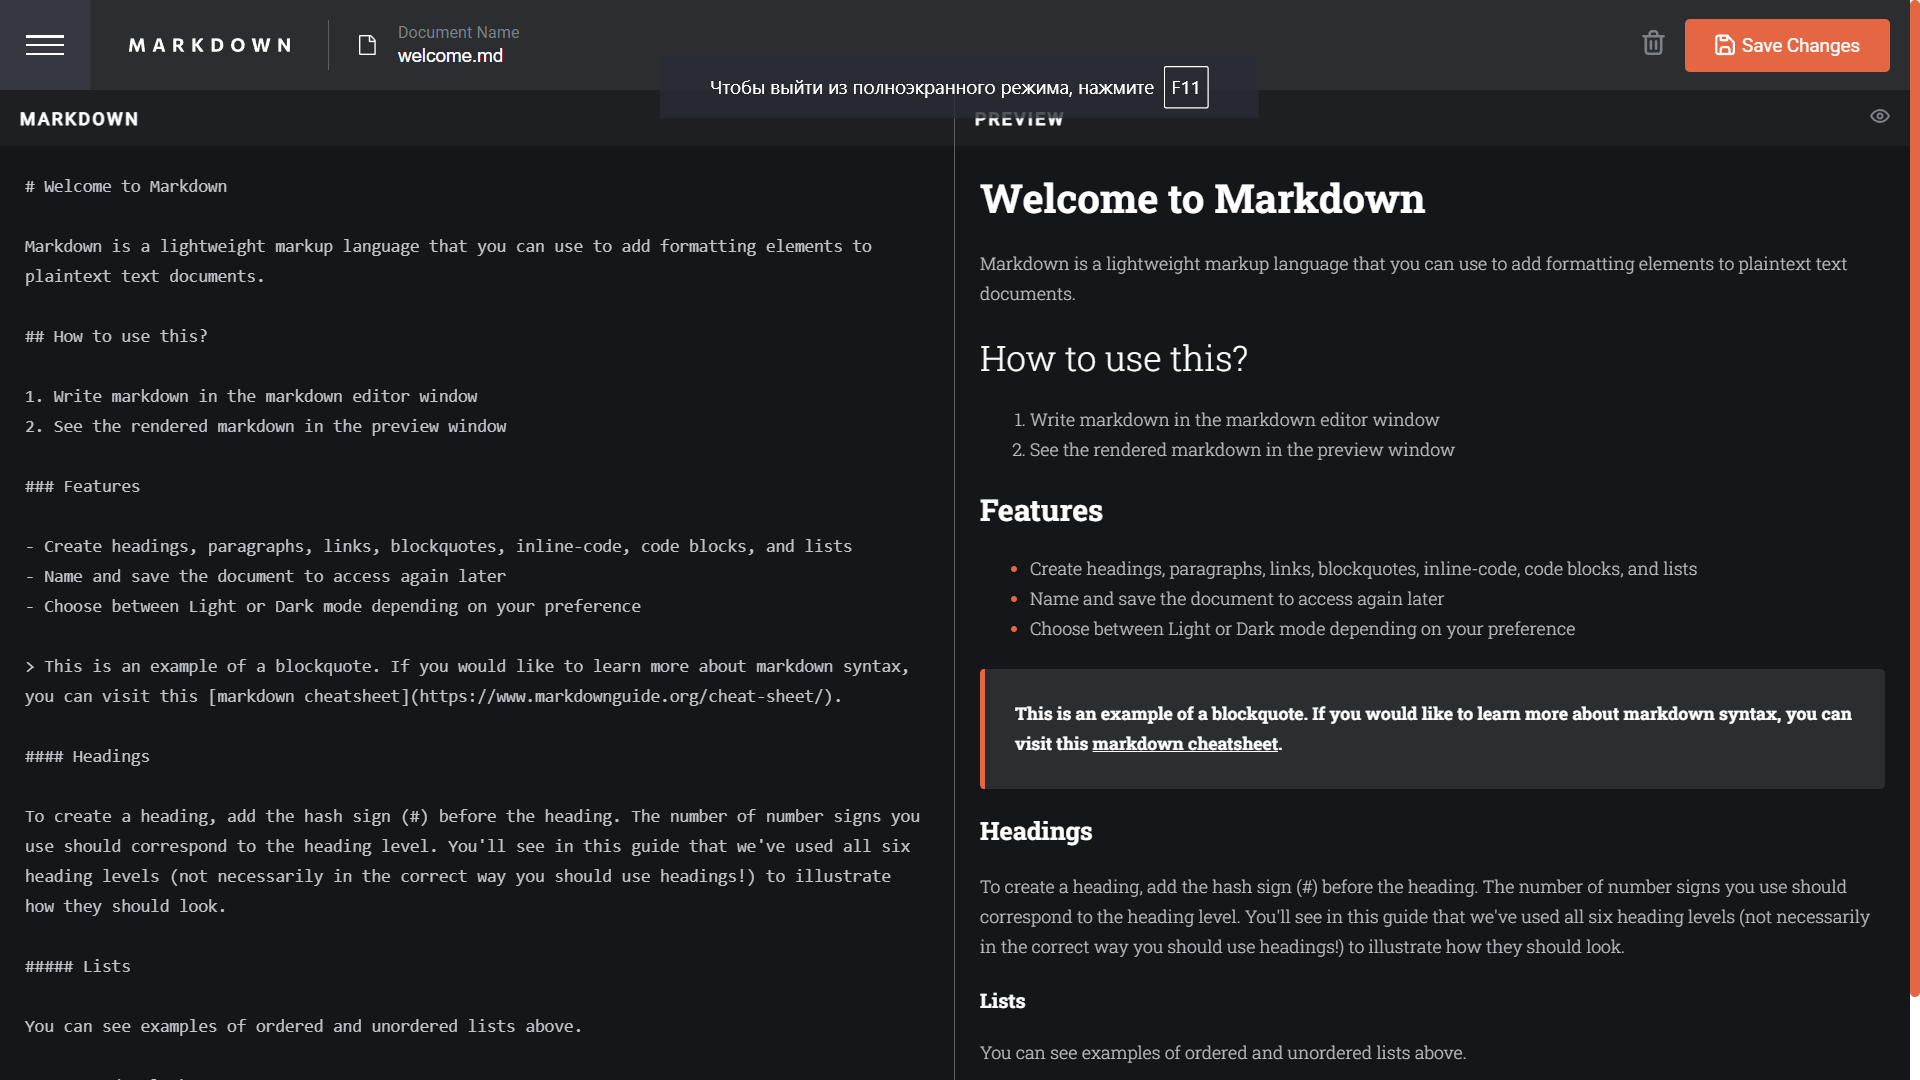 MARKDOWN
Document Name
welcome.md
Save Changes
Чтобы выйти из полноэкранного режима, нажмите F11
MARKDOWN
# Welcome to Markdown
Markdown is a lightweight markup language that you can use to add formatting elements to
plaintext text documents.
## How to use this?
1. Write markdown in the markdown editor window
2. See the rendered markdown in the preview window
### Features
- Create headings, paragraphs, links, blockquotes, inline-code, code blocks, and lists
- Name and save the document to access again later
- Choose between Light or Dark mode depending on your preference
> This is an example of a blockquote. If you would like to learn more about markdown syntax,
you can visit this [markdown cheatsheet](https://www.markdownguide.org/cheat-sheet/).
#### Headings
To create a heading, add the hash sign (#) before the heading. The number of number signs you
use should correspond to the heading level. You'll see in this guide that we've used all six
heading levels (not necessarily in the correct way you should use headings!) to illustrate
how they should look.
##### Lists
You can see examples of ordered and unordered lists above.
PREVIEW
Welcome to Markdown
Markdown is a lightweight markup language that you can use to add formatting elements to plaintext text
documents.
How to use this?
1. Write markdown in the markdown editor window
2. See the rendered markdown in the preview window
Features
• Create headings, paragraphs, links, blockquotes, inline-code, code blocks, and lists
• Name and save the document to access again later
• Choose between Light or Dark mode depending on your preference
This is an example of a blockquote. If you would like to learn more about markdown syntax, you can
visit this markdown cheatsheet.
Headings
To create a heading, add the hash sign (#) before the heading. The number of number signs you use should
correspond to the heading level. You'll see in this guide that we've used all six heading levels (not necessarily
in the correct way you should use headings!) to illustrate how they should look.
Lists
You can see examples of ordered and unordered lists above.